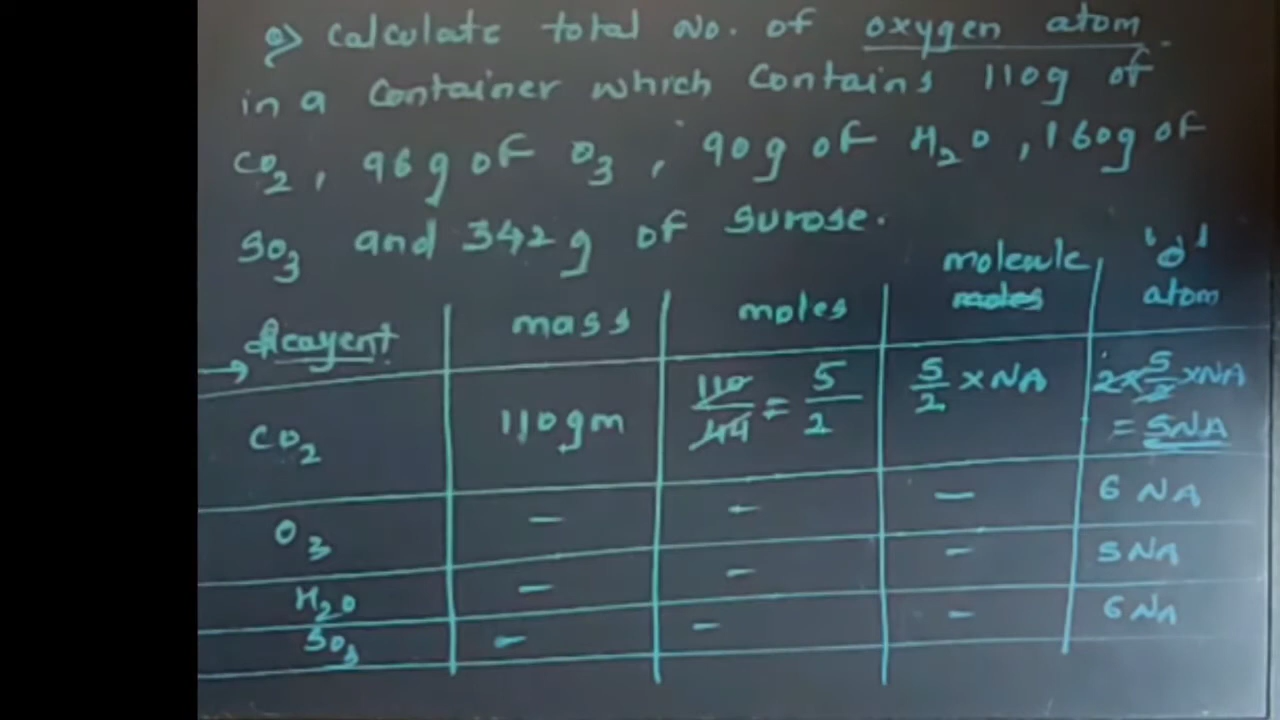 Q> Calculate total No. of oxygen atom
in a Container which Contains 110g of
CO2, 96g of O3, 90g of H2O, 160g of
SO3 and 342g of surose.
→ Reagent mass moles molecule moles 'O' atom
CO2 110gm 110/44 = 5/2 5/2 × NA 2×5/2 ×NA = 5NA
O3 - - - 6 NA
H2O - - - 5NA
SO3 - - - 6 NA